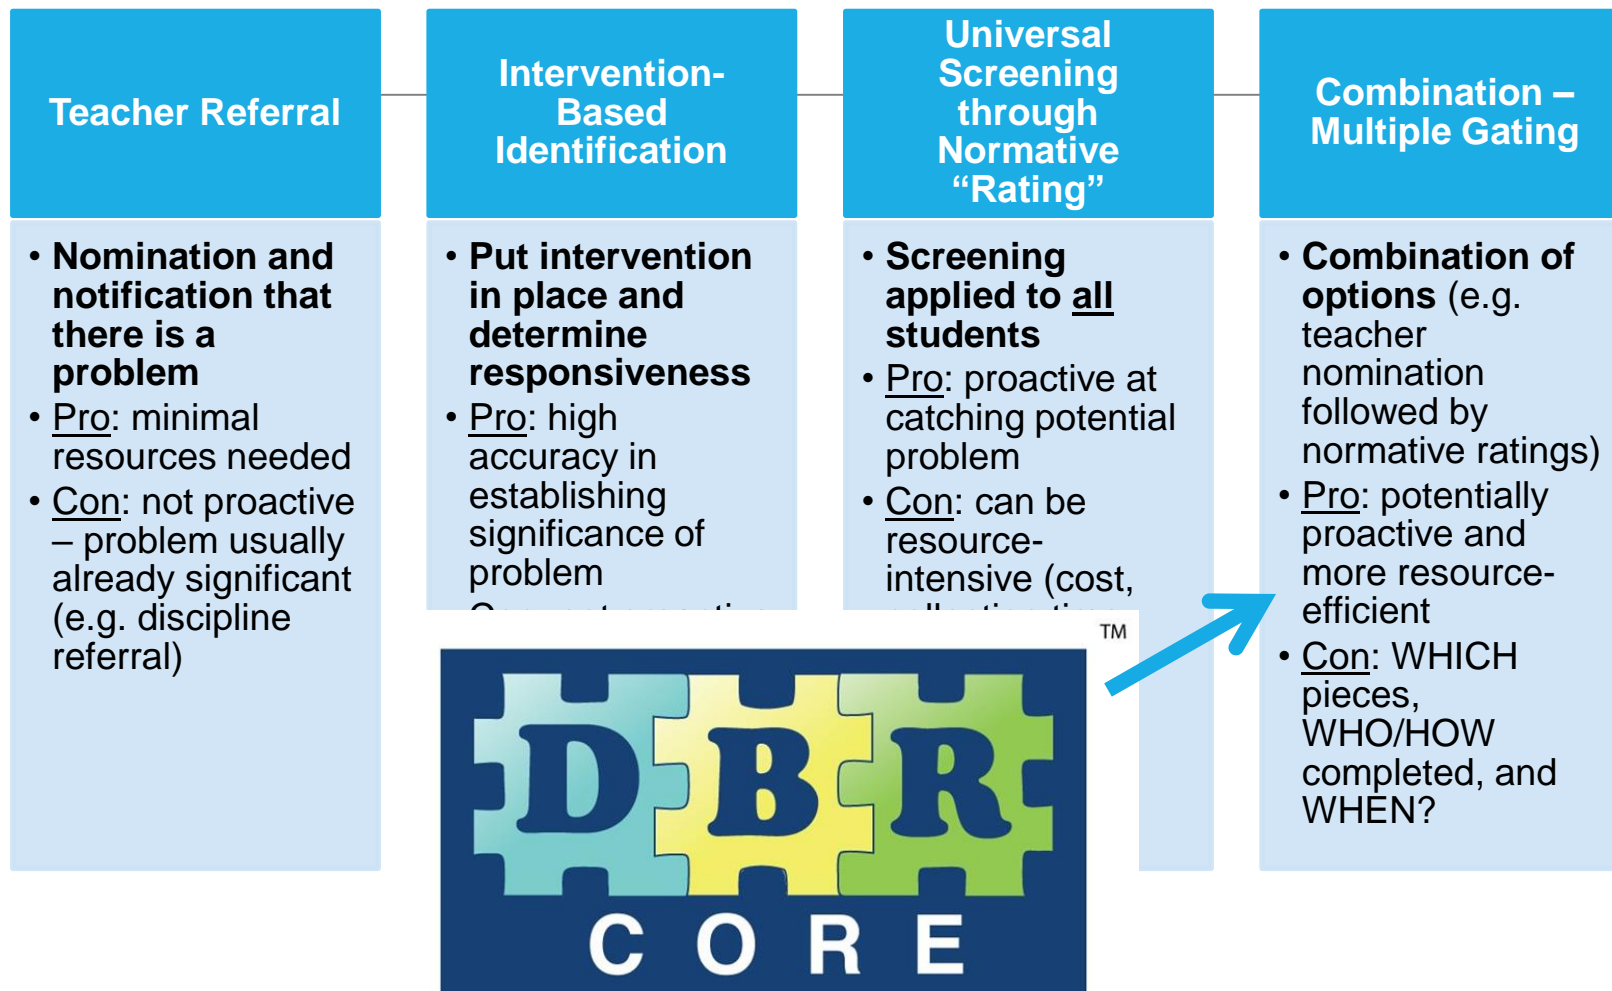 Teacher Referral
• Nomination and
notification that
there is a
problem
• Pro: minimal
resources needed
• Con: not proactive
– problem usually
already significant
(e.g. discipline
referral)
Intervention-
Based
Identification
• Put intervention
in place and
determine
responsiveness
• Pro: high
accuracy in
establishing
significance of
problem
Universal
Screening
through
Normative
“Rating”
• Screening
applied to all
students
• Pro: proactive at
catching potential
problem
• Con: can be
resource-
intensive (cost,
Combination –
Multiple Gating
• Combination of
options (e.g.
teacher
nomination
followed by
normative ratings)
• Pro: potentially
proactive and
more resource-
efficient
• Con: WHICH
pieces,
WHO/HOW
completed, and
WHEN?
TM
DBR
CORE